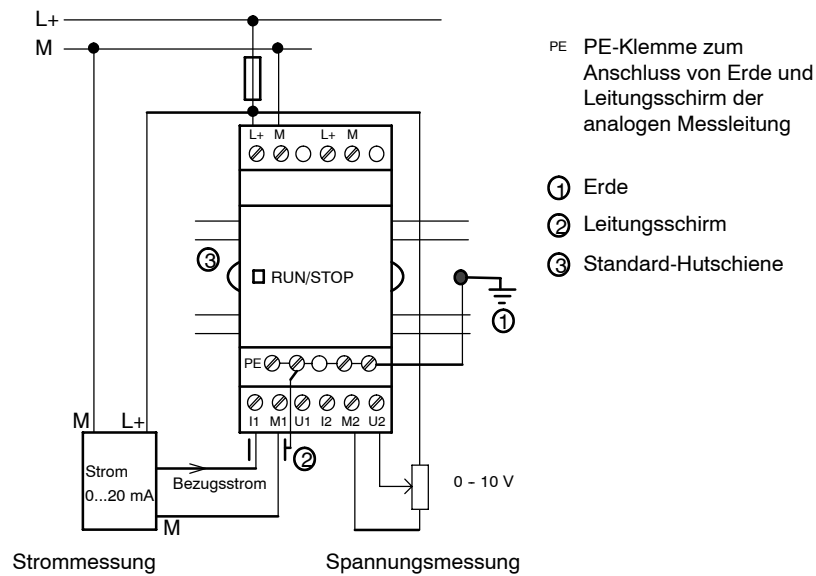 L+
M
PE PE-Klemme zum
Anschluss von Erde und
Leitungsschirm der
analogen Messleitung
① Erde
② Leitungsschirm
③ Standard-Hutschiene
L+ M L+ M
③
RUN/STOP
①
PE
I1 M1 U1 I2 M2 U2
②
M L+
Strom
0...20 mA
Bezugsstrom
M
0 - 10 V
Strommessung
Spannungsmessung